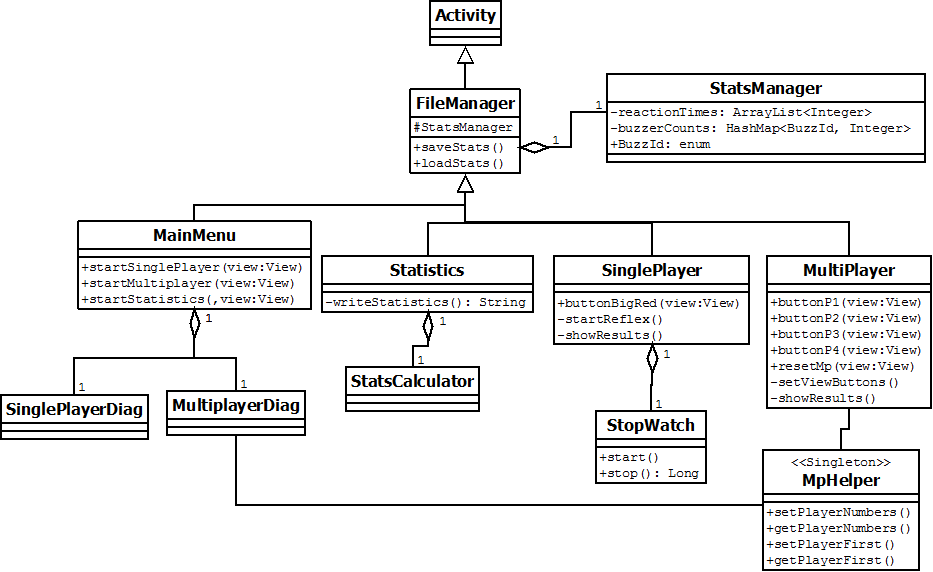 Activity
FileManager
#StatsManager
+saveStats()
+loadStats()
1
1
StatsManager
-reactionTimes: ArrayList<Integer>
-buzzerCounts: HashMap<BuzzId, Integer>
+BuzzId: enum
MainMenu
+startSinglePlayer(view:View)
+startMultiplayer(view:View)
+startStatistics(,view:View)
1
Statistics
-writeStatistics(): String
1
SinglePlayer
+buttonBigRed(view:View)
-startReflex()
-showResults()
1
MultiPlayer
+buttonP1(view:View)
+buttonP2(view:View)
+buttonP3(view:View)
+buttonP4(view:View)
+resetMp(view:View)
-setViewButtons()
-showResults()
1
SinglePlayerDiag
1
MultiplayerDiag
1
StatsCalculator
1
StopWatch
+start()
+stop(): Long
<<Singleton>>
MpHelper
+setPlayerNumbers()
+getPlayerNumbers()
+setPlayerFirst()
+getPlayerFirst()